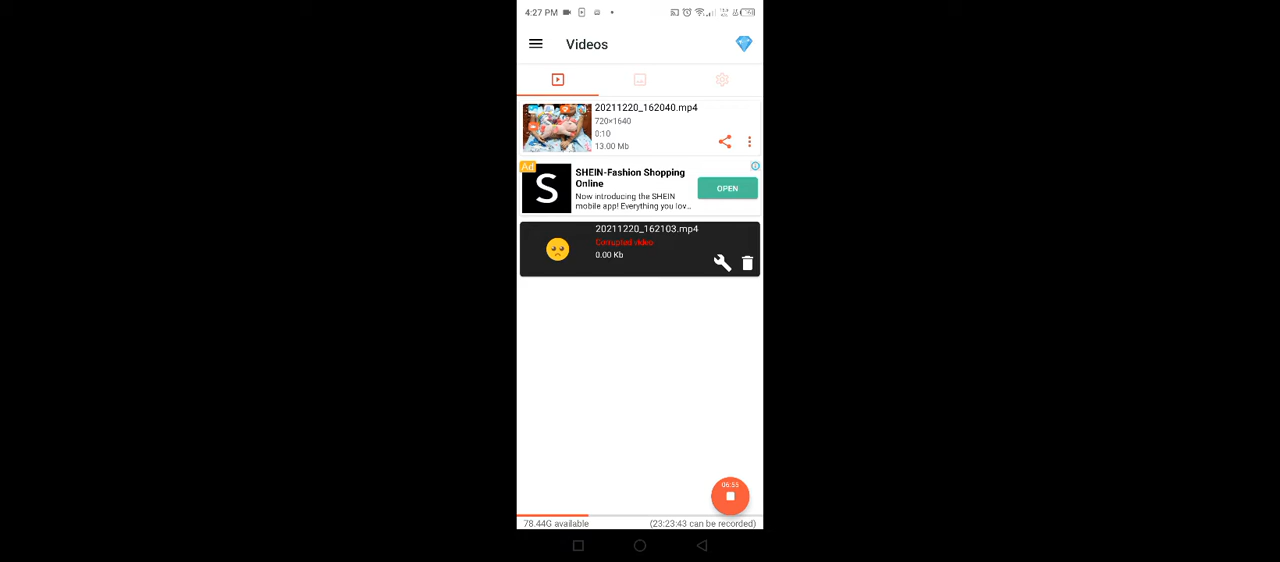 4:27 PM
Videos
20211220_162040.mp4
720×1640
0:10
13.00 Mb
Ad
S
SHEIN-Fashion Shopping
Online
Now introducing the SHEIN
mobile app! Everything you lov...
OPEN
20211220_162103.mp4
Corrupted video
0.00 Kb
06:55
78.44G available
(23:23:43 can be recorded)